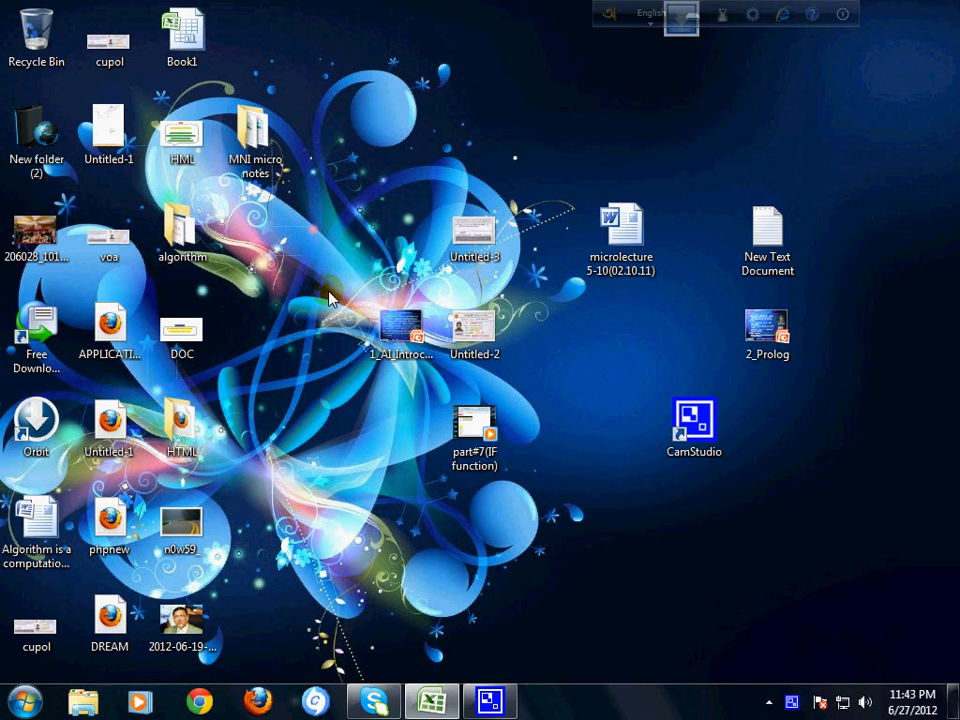 English
Recycle Bin
cupol
Book1
New folder
(2)
Untitled-1
HML
MNI micro
notes
206028_101...
voa
algorithm
Untitled-3
microlecture
5-10(02.10.11)
New Text
Document
Free
Downlo...
APPLICATI...
DOC
1_AI_Introc...
Untitled-2
2_Prolog
Orbit
Untitled-1
HTML
part#7(IF
function)
CamStudio
Algorithm is a
computatio...
phpnew
n0w59_
cupol
DREAM
2012-06-19-...
11:43 PM
6/27/2012